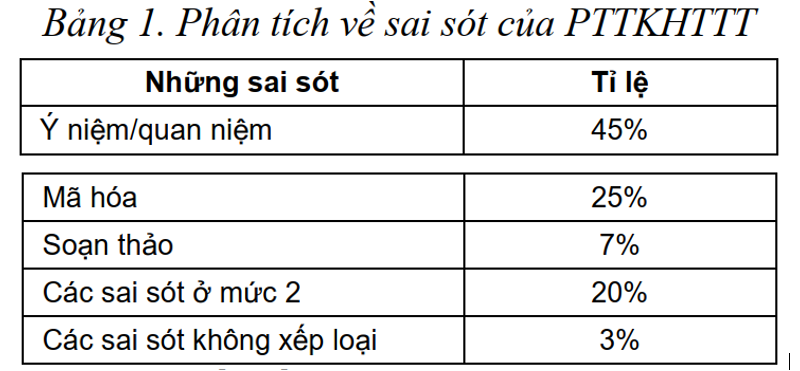 Bảng 1. Phân tích về sai sót của PTTKHTTT
Những sai sót Tỉ lệ
Ý niệm/quan niệm 45%
Mã hóa 25%
Soạn thảo 7%
Các sai sót ở mức 2 20%
Các sai sót không xếp loại 3%